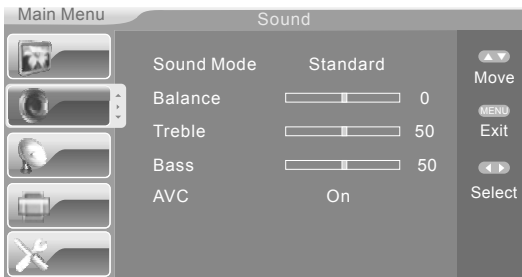 Main Menu
Sound
Sound Mode Standard
Balance 0
Treble 50
Bass 50
AVC On
Move
MENU
Exit
Select